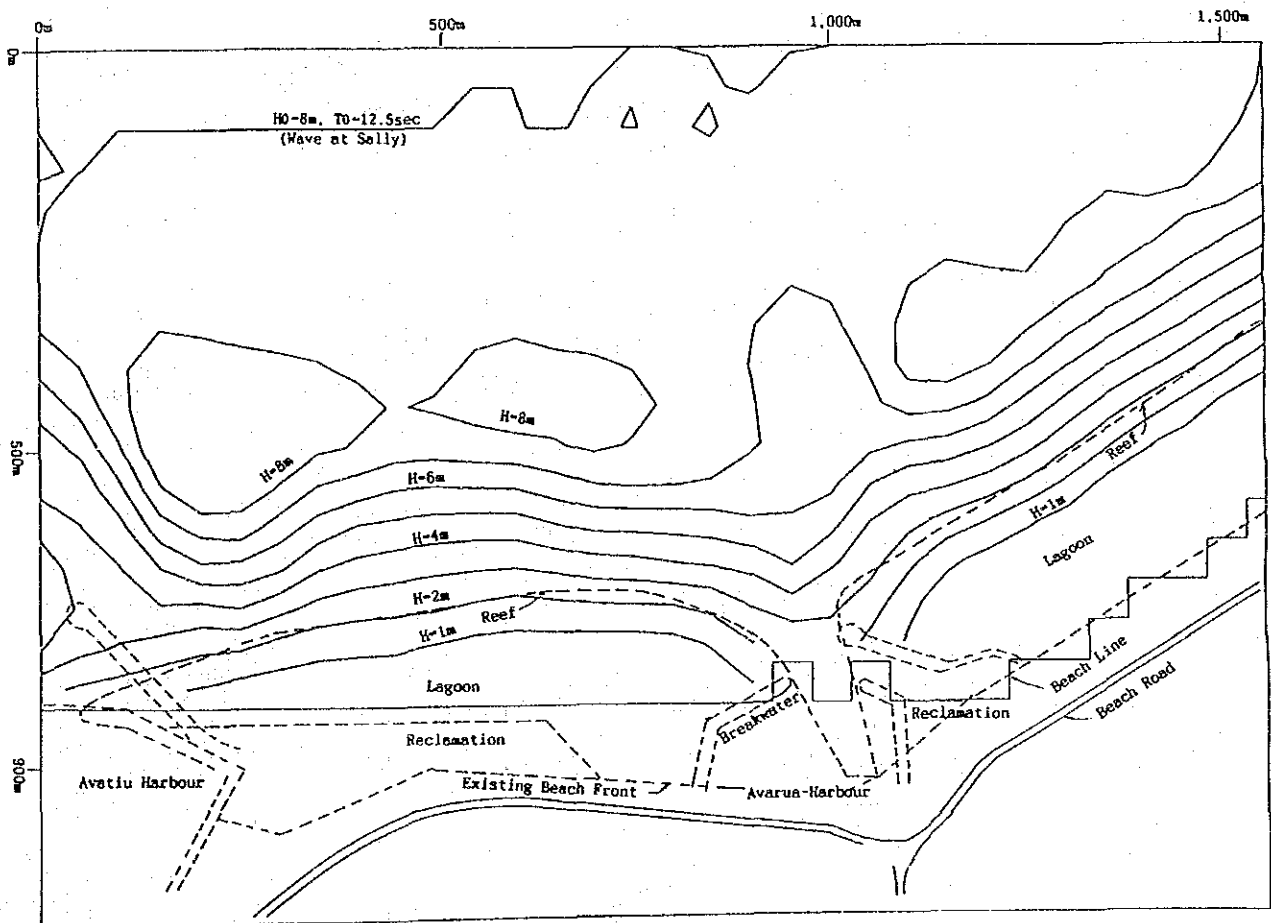 0m
500m
1,000m
1,500m
0m
H0-8m, T0-12.5sec
(Wave at Sally)
H-8m
H-8m
500m
H-6m
Reef
H-1m
H-4m
Lagoon
H-2m
Reef
H-1m
Beach Line
Lagoon
Beach Road
Breakwater
Reclamation
Reclamation
900m
Avatiu Harbour
Existing Beach Front
Avarua-Harbour